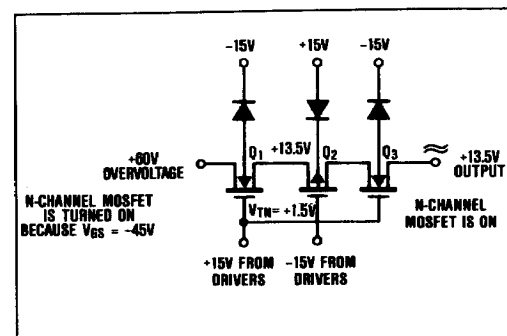 –15V +15V –15V
Q1 +13.5V Q2 Q3
+60V
OVERVOLTAGE
+13.5V
OUTPUT
N-CHANNEL MOSFET
IS TURNED ON
BECAUSE VGS = –45V
VTN= +1.5V
N-CHANNEL
MOSFET IS ON
+15V FROM
DRIVERS
–15V FROM
DRIVERS